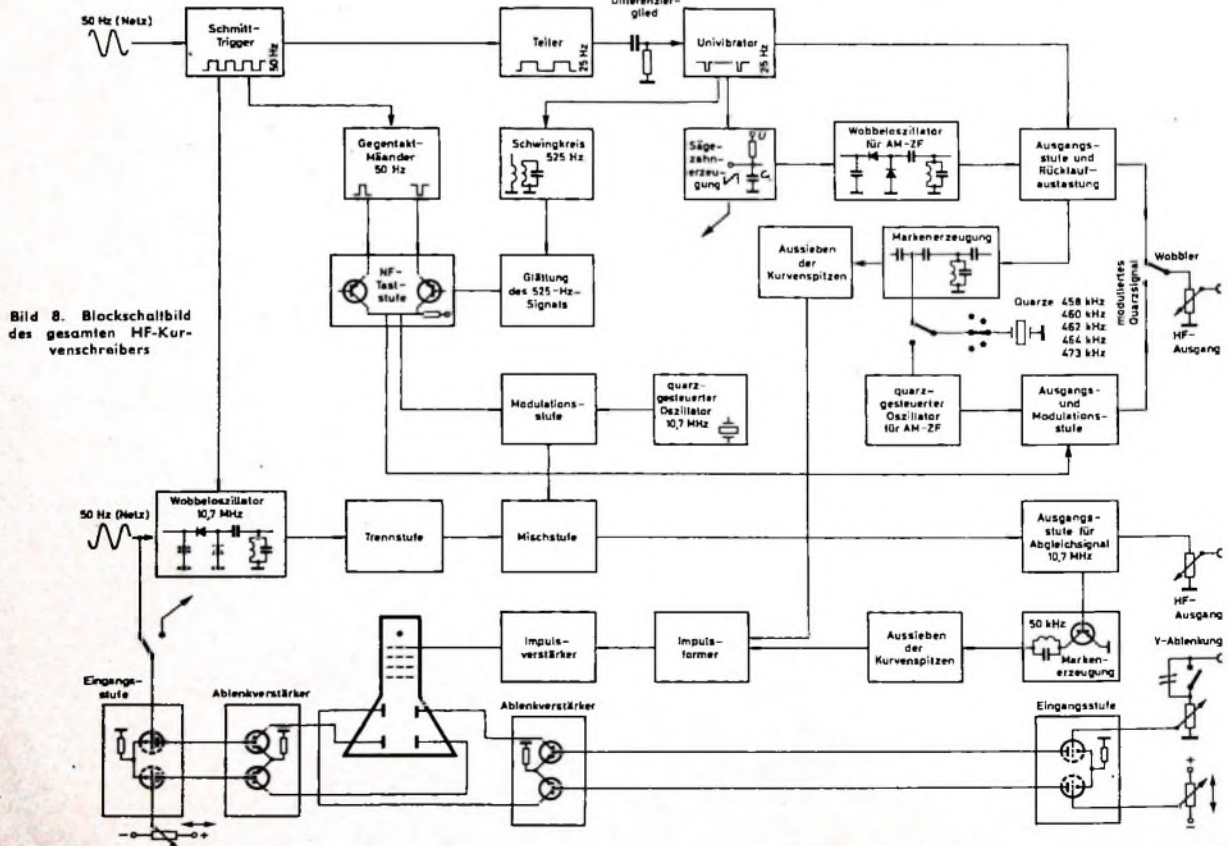 50 Hz (Netz)
Schmitt-
Trigger
50 Hz
Teiler
25 Hz
Differenzier-
glied
Univibrator
25 Hz
Gegentakt-
Mäander
50 Hz
Schwingkreis
525 Hz
Säge-
zahn-
erzeu-
gung
U
C
Wobbeloszillator
für AM-ZF
Ausgangs-
stufe und
Rücklauf-
austastung
NF-
Tast-
stufe
Glättung
des 525-Hz-
Signals
Aussieben
der
Kurvenspitzen
Markenerzeugung
Wobbler
moduliertes
Quarzsignal
HF-
Ausgang
Quarze 458 kHz
460 kHz
462 kHz
464 kHz
473 kHz
Bild 8. Blockschaltbild
des gesamten HF-Kur-
venschreibers
Modulations-
stufe
quarz-
gesteuerter
Oszillator
10,7 MHz
quarz-
gesteuerter
Oszillator
für AM-ZF
Ausgangs-
und
Modulations-
stufe
50 Hz (Netz)
Wobbeloszillator
10,7 MHz
Trennstufe
Mischstufe
Ausgangs-
stufe für
Abgleichsignal
10,7 MHz
HF-
Ausgang
Impuls-
verstärker
Impuls-
former
Aussieben
der
Kurvenspitzen
50 kHz
Marken-
erzeugung
Y-Ablenkung
Eingangs-
stufe
Ablenkverstärker
Ablenkverstärker
Eingangsstufe
- +
+
-